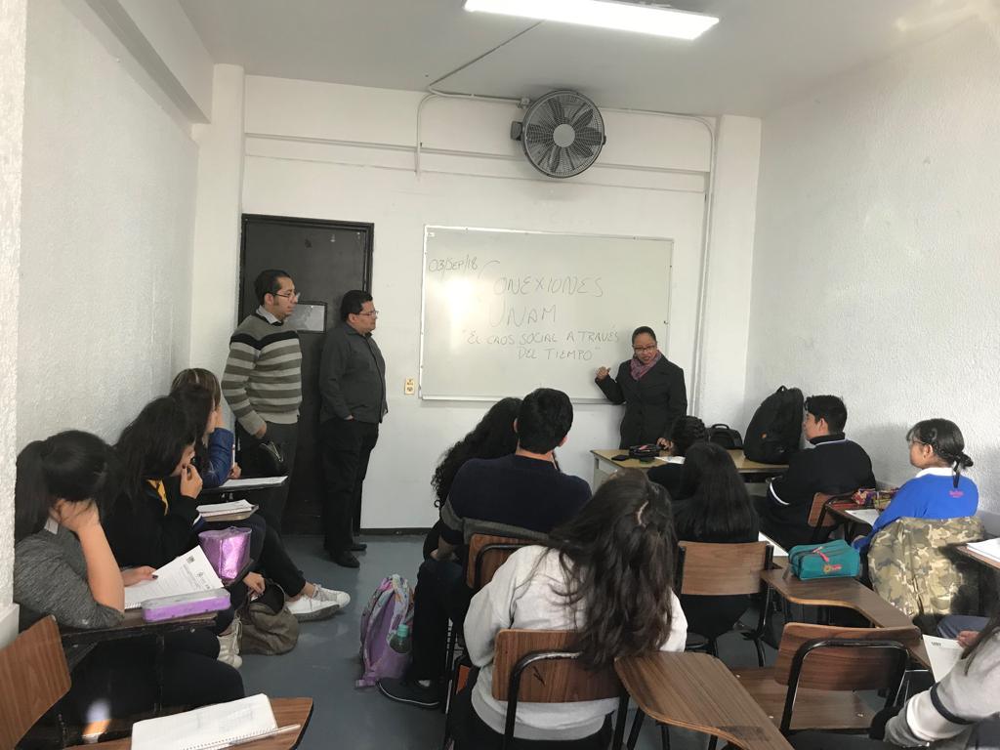 03/SEP/18
CONEXIONES
UNAM
"EL CAOS SOCIAL A TRAVÉS
DEL TIEMPO"